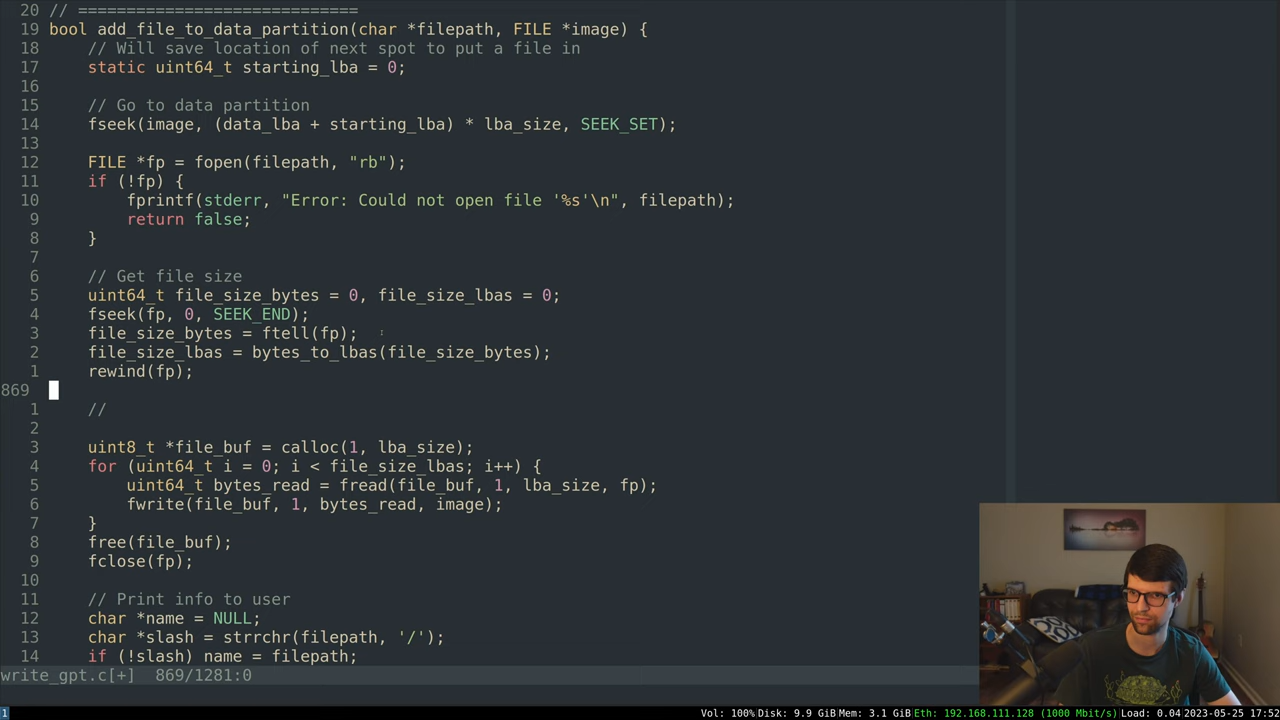 20 // =============================
19 bool add_file_to_data_partition(char *filepath, FILE *image) {
18     // Will save location of next spot to put a file in
17     static uint64_t starting_lba = 0;
16
15     // Go to data partition
14     fseek(image, (data_lba + starting_lba) * lba_size, SEEK_SET);
13
12     FILE *fp = fopen(filepath, "rb");
11     if (!fp) {
10         fprintf(stderr, "Error: Could not open file '%s'\n", filepath);
9         return false;
8     }
7
6     // Get file size
5     uint64_t file_size_bytes = 0, file_size_lbas = 0;
4     fseek(fp, 0, SEEK_END);
3     file_size_bytes = ftell(fp);
2     file_size_lbas = bytes_to_lbas(file_size_bytes);
1     rewind(fp);
869
1     //
2
3     uint8_t *file_buf = calloc(1, lba_size);
4     for (uint64_t i = 0; i < file_size_lbas; i++) {
5         uint64_t bytes_read = fread(file_buf, 1, lba_size, fp);
6         fwrite(file_buf, 1, bytes_read, image);
7     }
8     free(file_buf);
9     fclose(fp);
10
11     // Print info to user
12     char *name = NULL;
13     char *slash = strrchr(filepath, '/');
14     if (!slash) name = filepath;
write_gpt.c[+]  869/1281:0
1 Vol: 100% Disk: 9.9 GiB Mem: 3.1 GiB Eth: 192.168.111.128 (1000 Mbit/s) Load: 0.04 2023-05-25 17:52